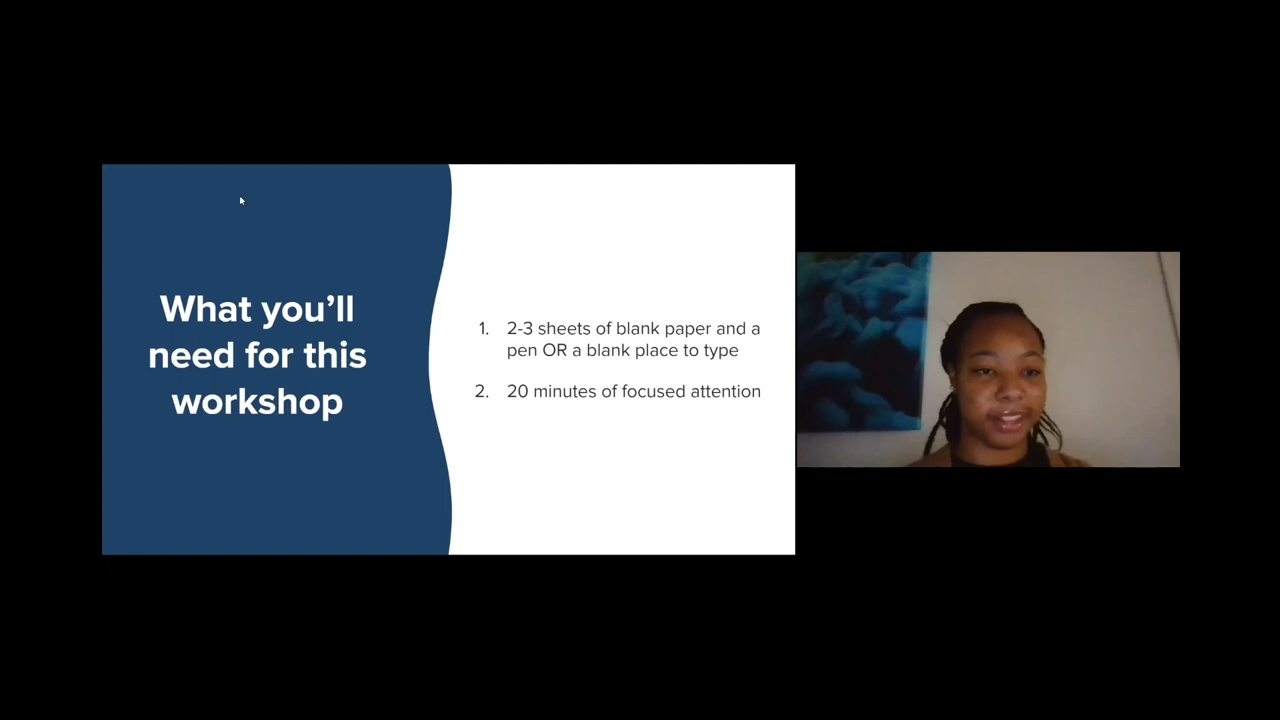 What you’ll
need for this
workshop
1. 2-3 sheets of blank paper and a
pen OR a blank place to type
2. 20 minutes of focused attention